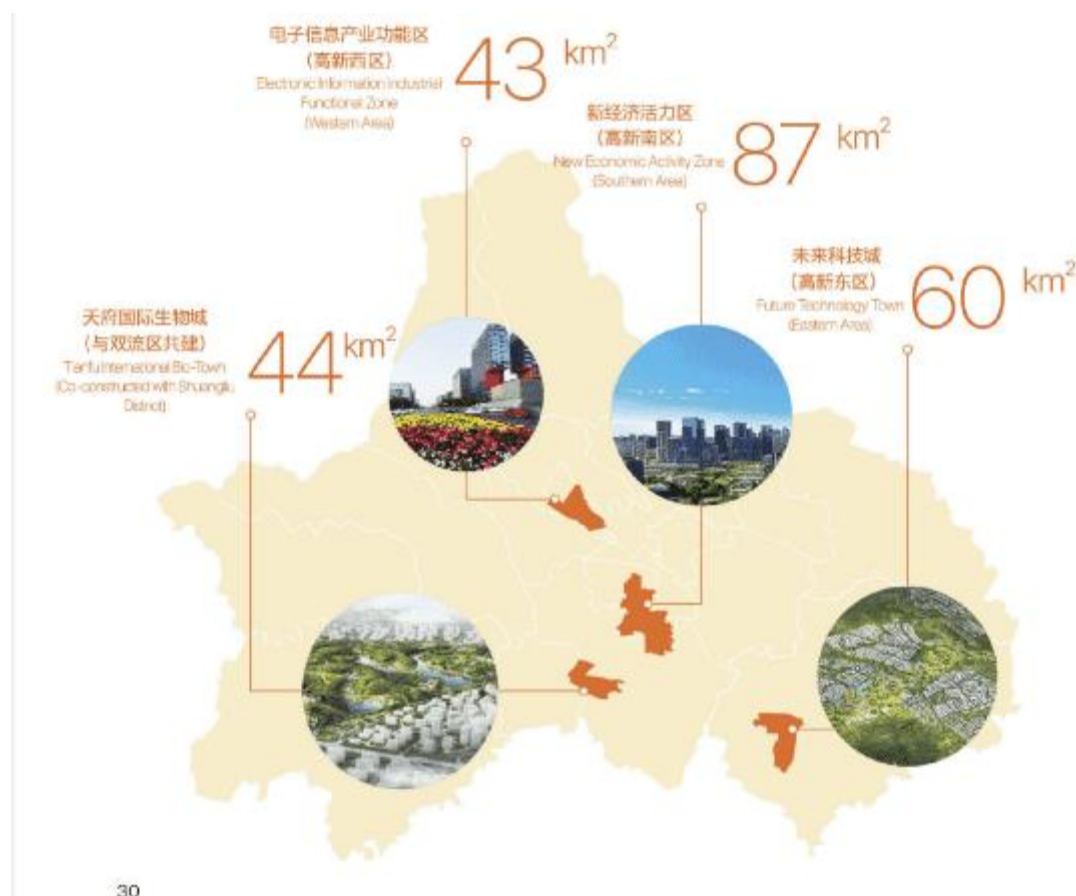 电子信息产业功能区
（高新西区）
Electronic Information Industrial
Functional Zone
(Western Area)
43 km²
新经济活力区
（高新南区）
New Economic Activity Zone
(Southern Area)
87 km²
未来科技城
（高新东区）
Future Technology Town
(Eastern Area)
60 km²
天府国际生物城
（与双流区共建）
Tianfu International Bio-Town
(Co-constructed with Shuangliu
District)
44 km²
30